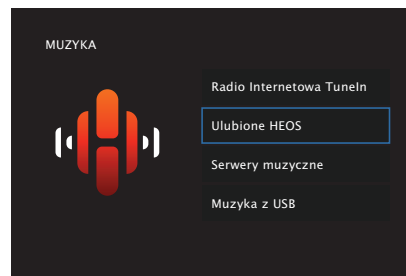 MUZYKA
Radio Internetowa TuneIn
Ulubione HEOS
Serwery muzyczne
Muzyka z USB